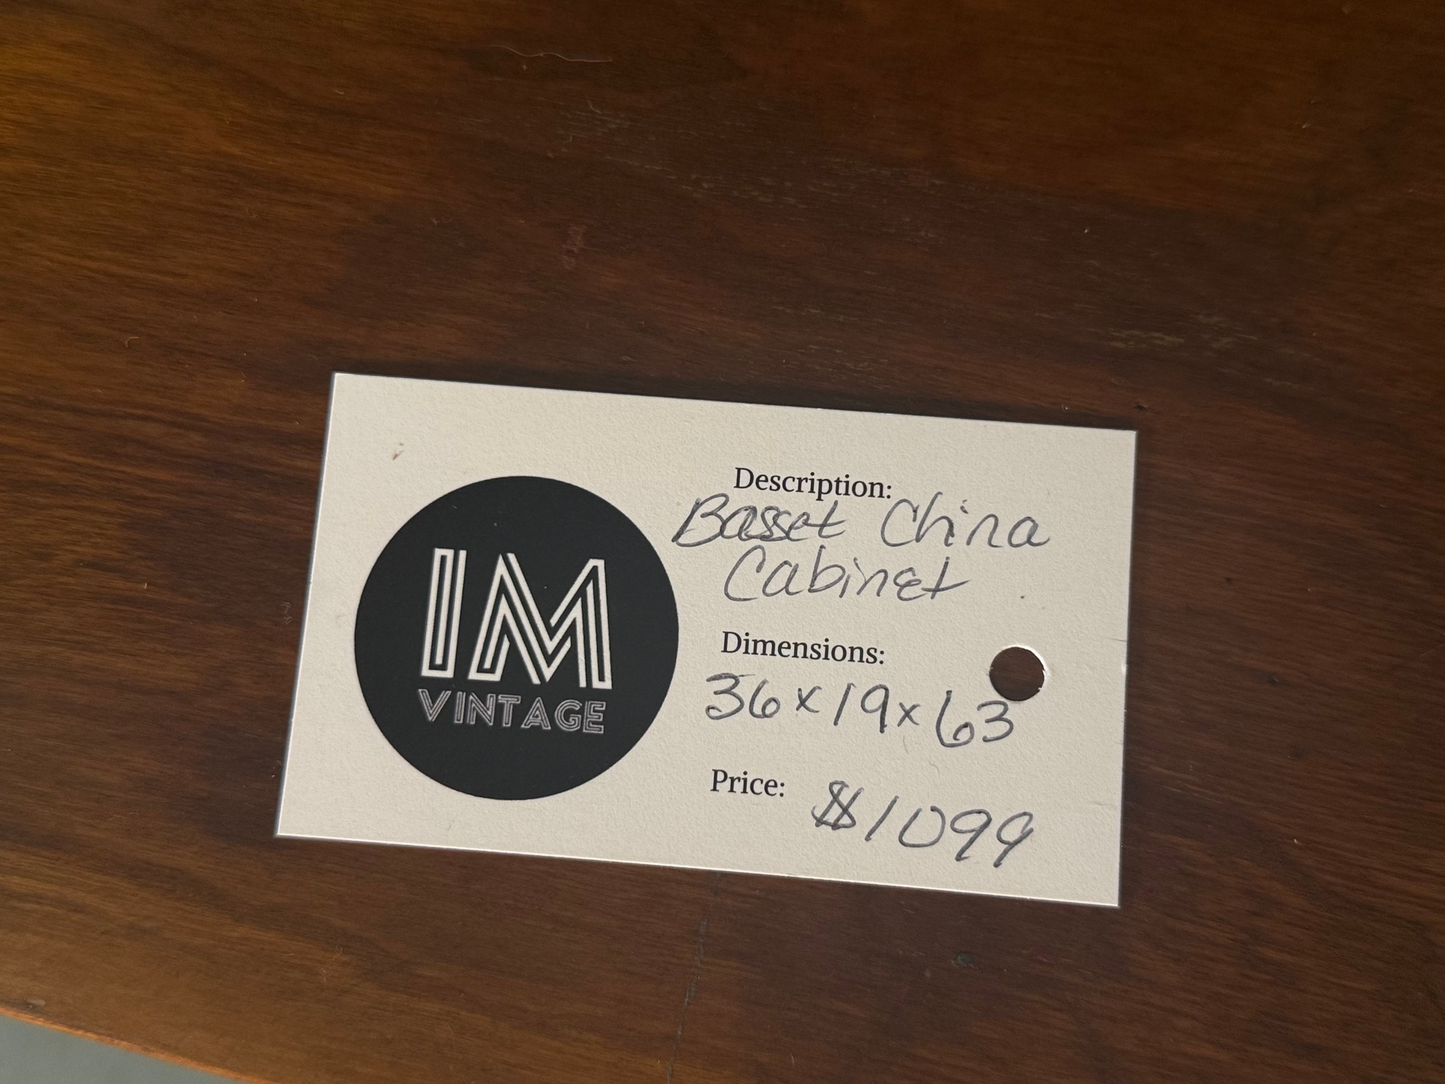 IM
VINTAGE
Description:
Basset China
Cabinet
Dimensions:
36x19x63
Price: $1099